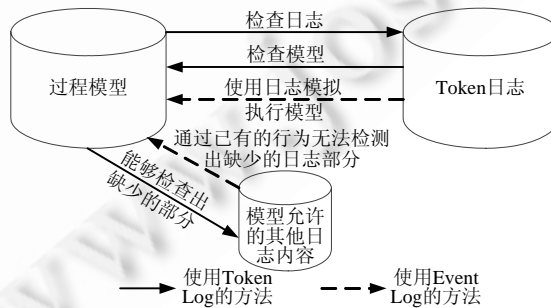 检查日志
检查模型
过程模型
使用日志模拟
执行模型
Token日志
通过已有的行为无法检测
出缺少的日志部分
能够检查出
缺少的部分
模型允许
的其他日
志内容
使用Token
Log的方法
使用Event
Log的方法